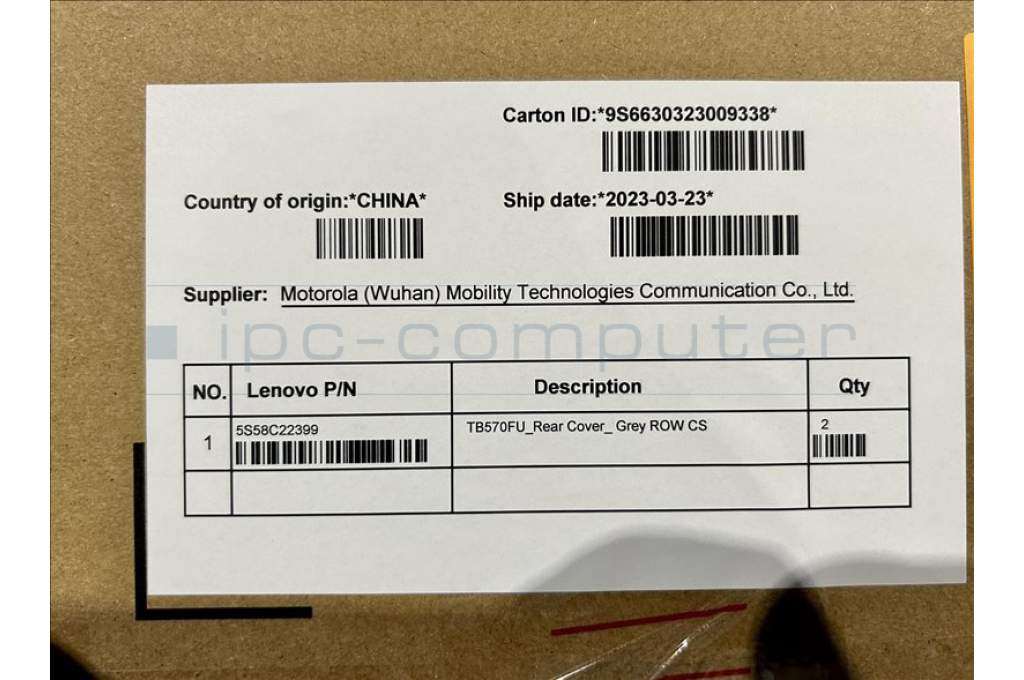 Carton ID:*9S6630323009338*
Country of origin:*CHINA*
Ship date:*2023-03-23*
Supplier: Motorola (Wuhan) Mobility Technologies Communication Co., Ltd.
ipc-computer
NO. Lenovo P/N Description Qty
1 5S58C22399 TB570FU_Rear Cover_ Grey ROW CS 2